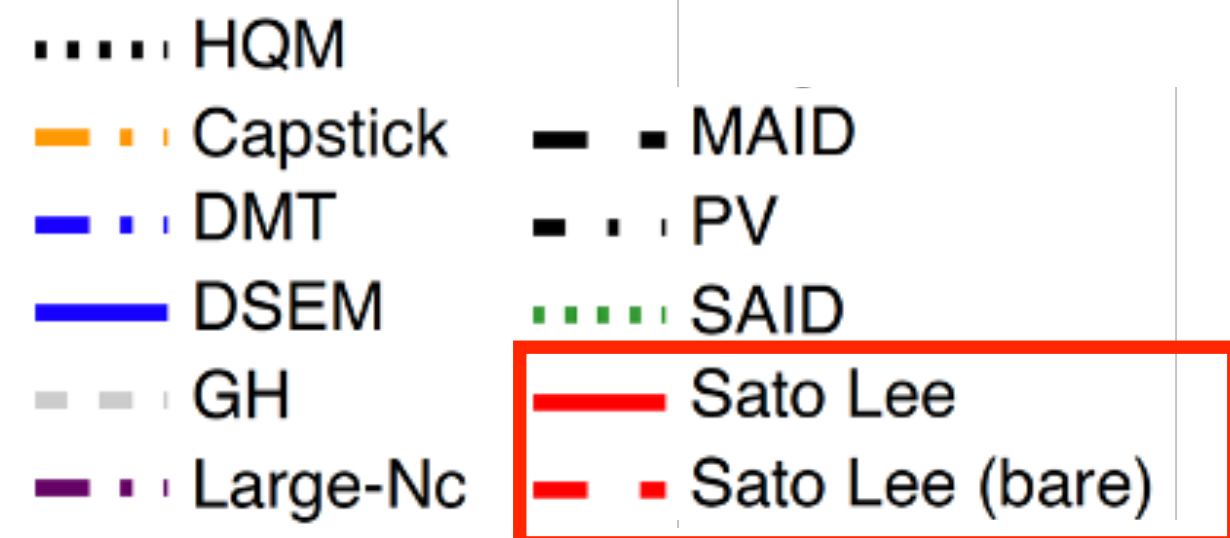 HQM
Capstick
DMT
DSEM
GH
Large-Nc
MAID
PV
SAID
Sato Lee
Sato Lee (bare)